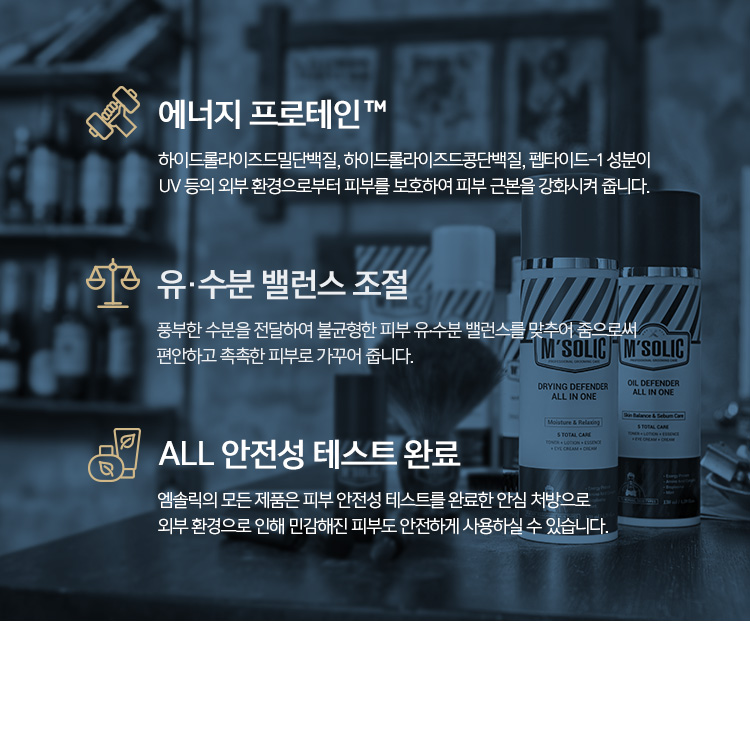 에너지 프로테인™
하이드롤라이즈드밀단백질, 하이드롤라이즈드콩단백질, 펩타이드-1 성분이
UV 등의 외부 환경으로부터 피부를 보호하여 피부 근본을 강화시켜 줍니다.
유·수분 밸런스 조절
풍부한 수분을 전달하여 불균형한 피부 유·수분 밸런스를 맞추어 줌으로써
편안하고 촉촉한 피부로 가꾸어 줍니다.
M'SOLIC
DRYING DEFENDER
ALL IN ONE
Moisture & Relaxing
5 TOTAL CARE
TONER + LOTION + ESSENCE
+ EYE CREAM + CREAM
M'SOLIC
OIL DEFENDER
ALL IN ONE
Skin Balance & Sebum Care
5 TOTAL CARE
TONER + LOTION + ESSENCE
+ EYE CREAM + CREAM
ALL 안전성 테스트 완료
엠솔릭의 모든 제품은 피부 안전성 테스트를 완료한 안심 처방으로
외부 환경으로 인해 민감해진 피부도 안전하게 사용하실 수 있습니다.